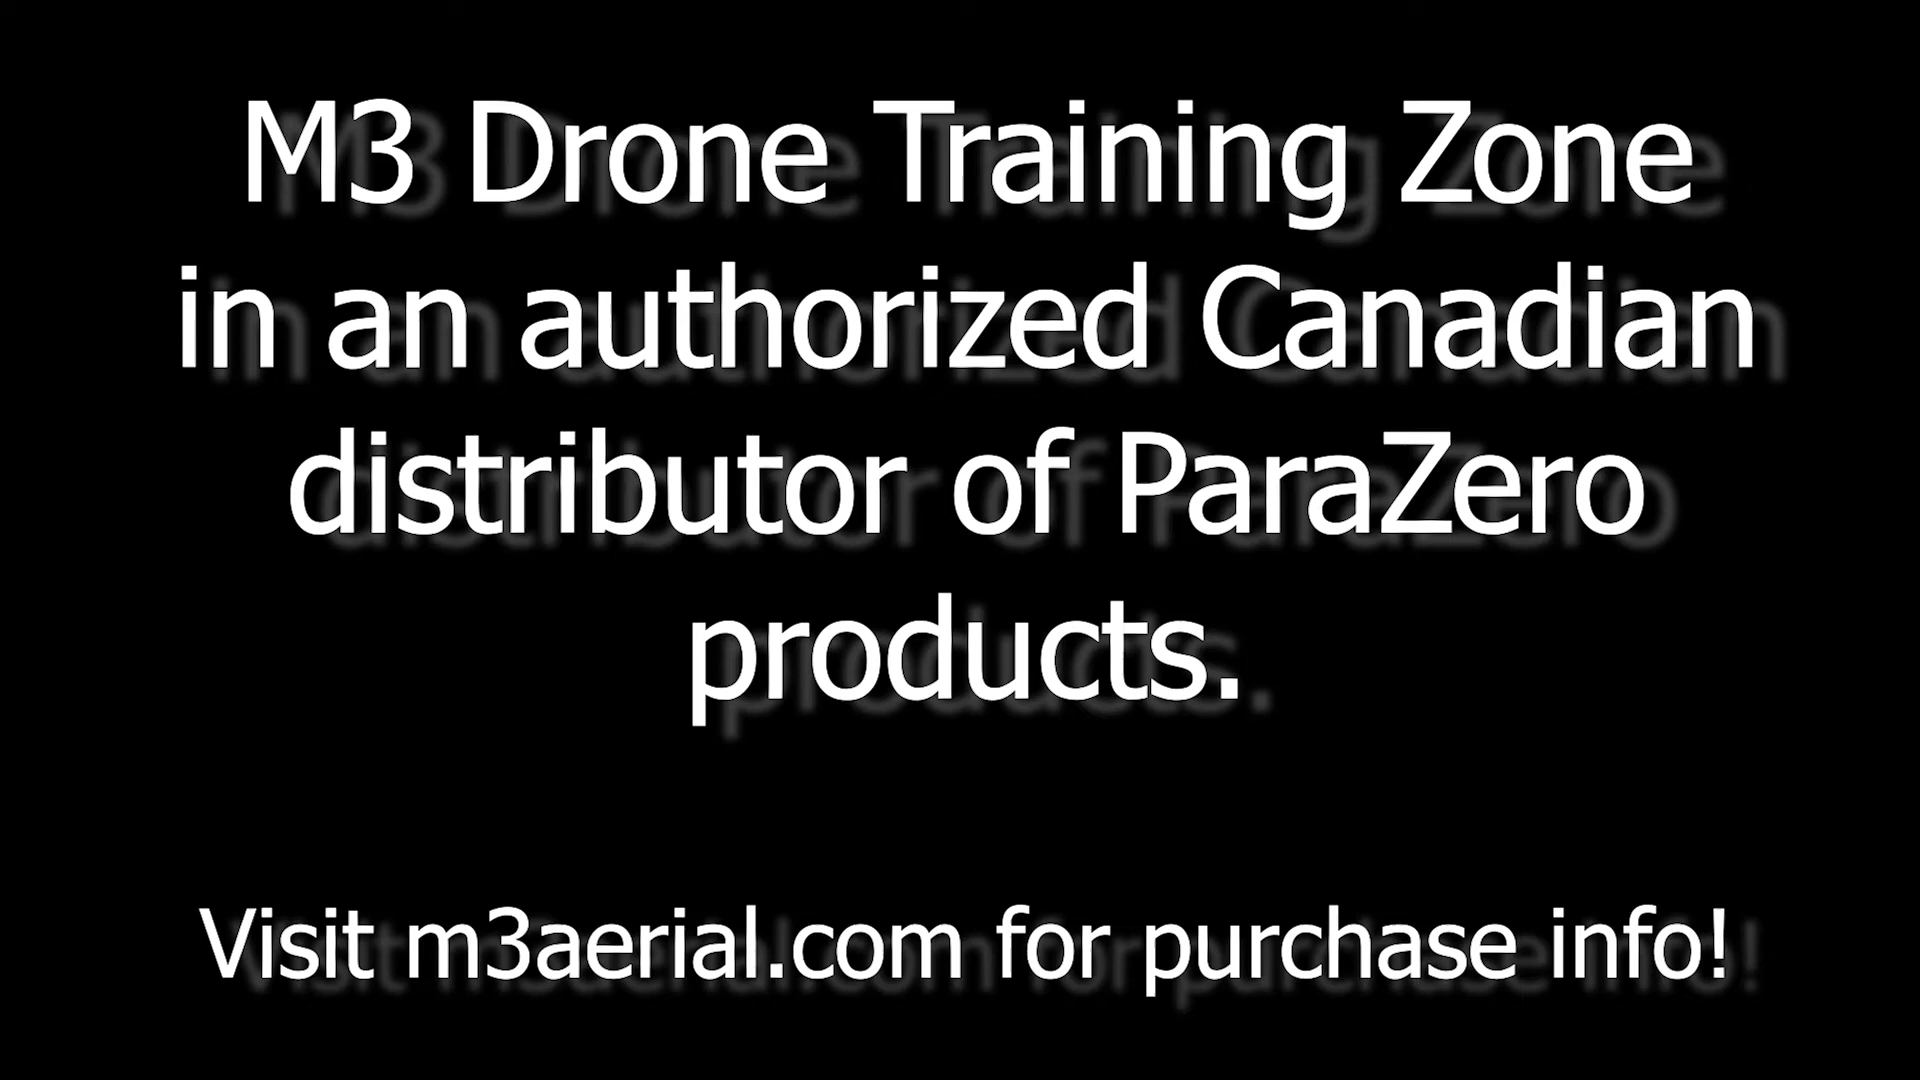 M3 Drone Training Zone
in an authorized Canadian
distributor of ParaZero
products.
Visit m3aerial.com for purchase info!